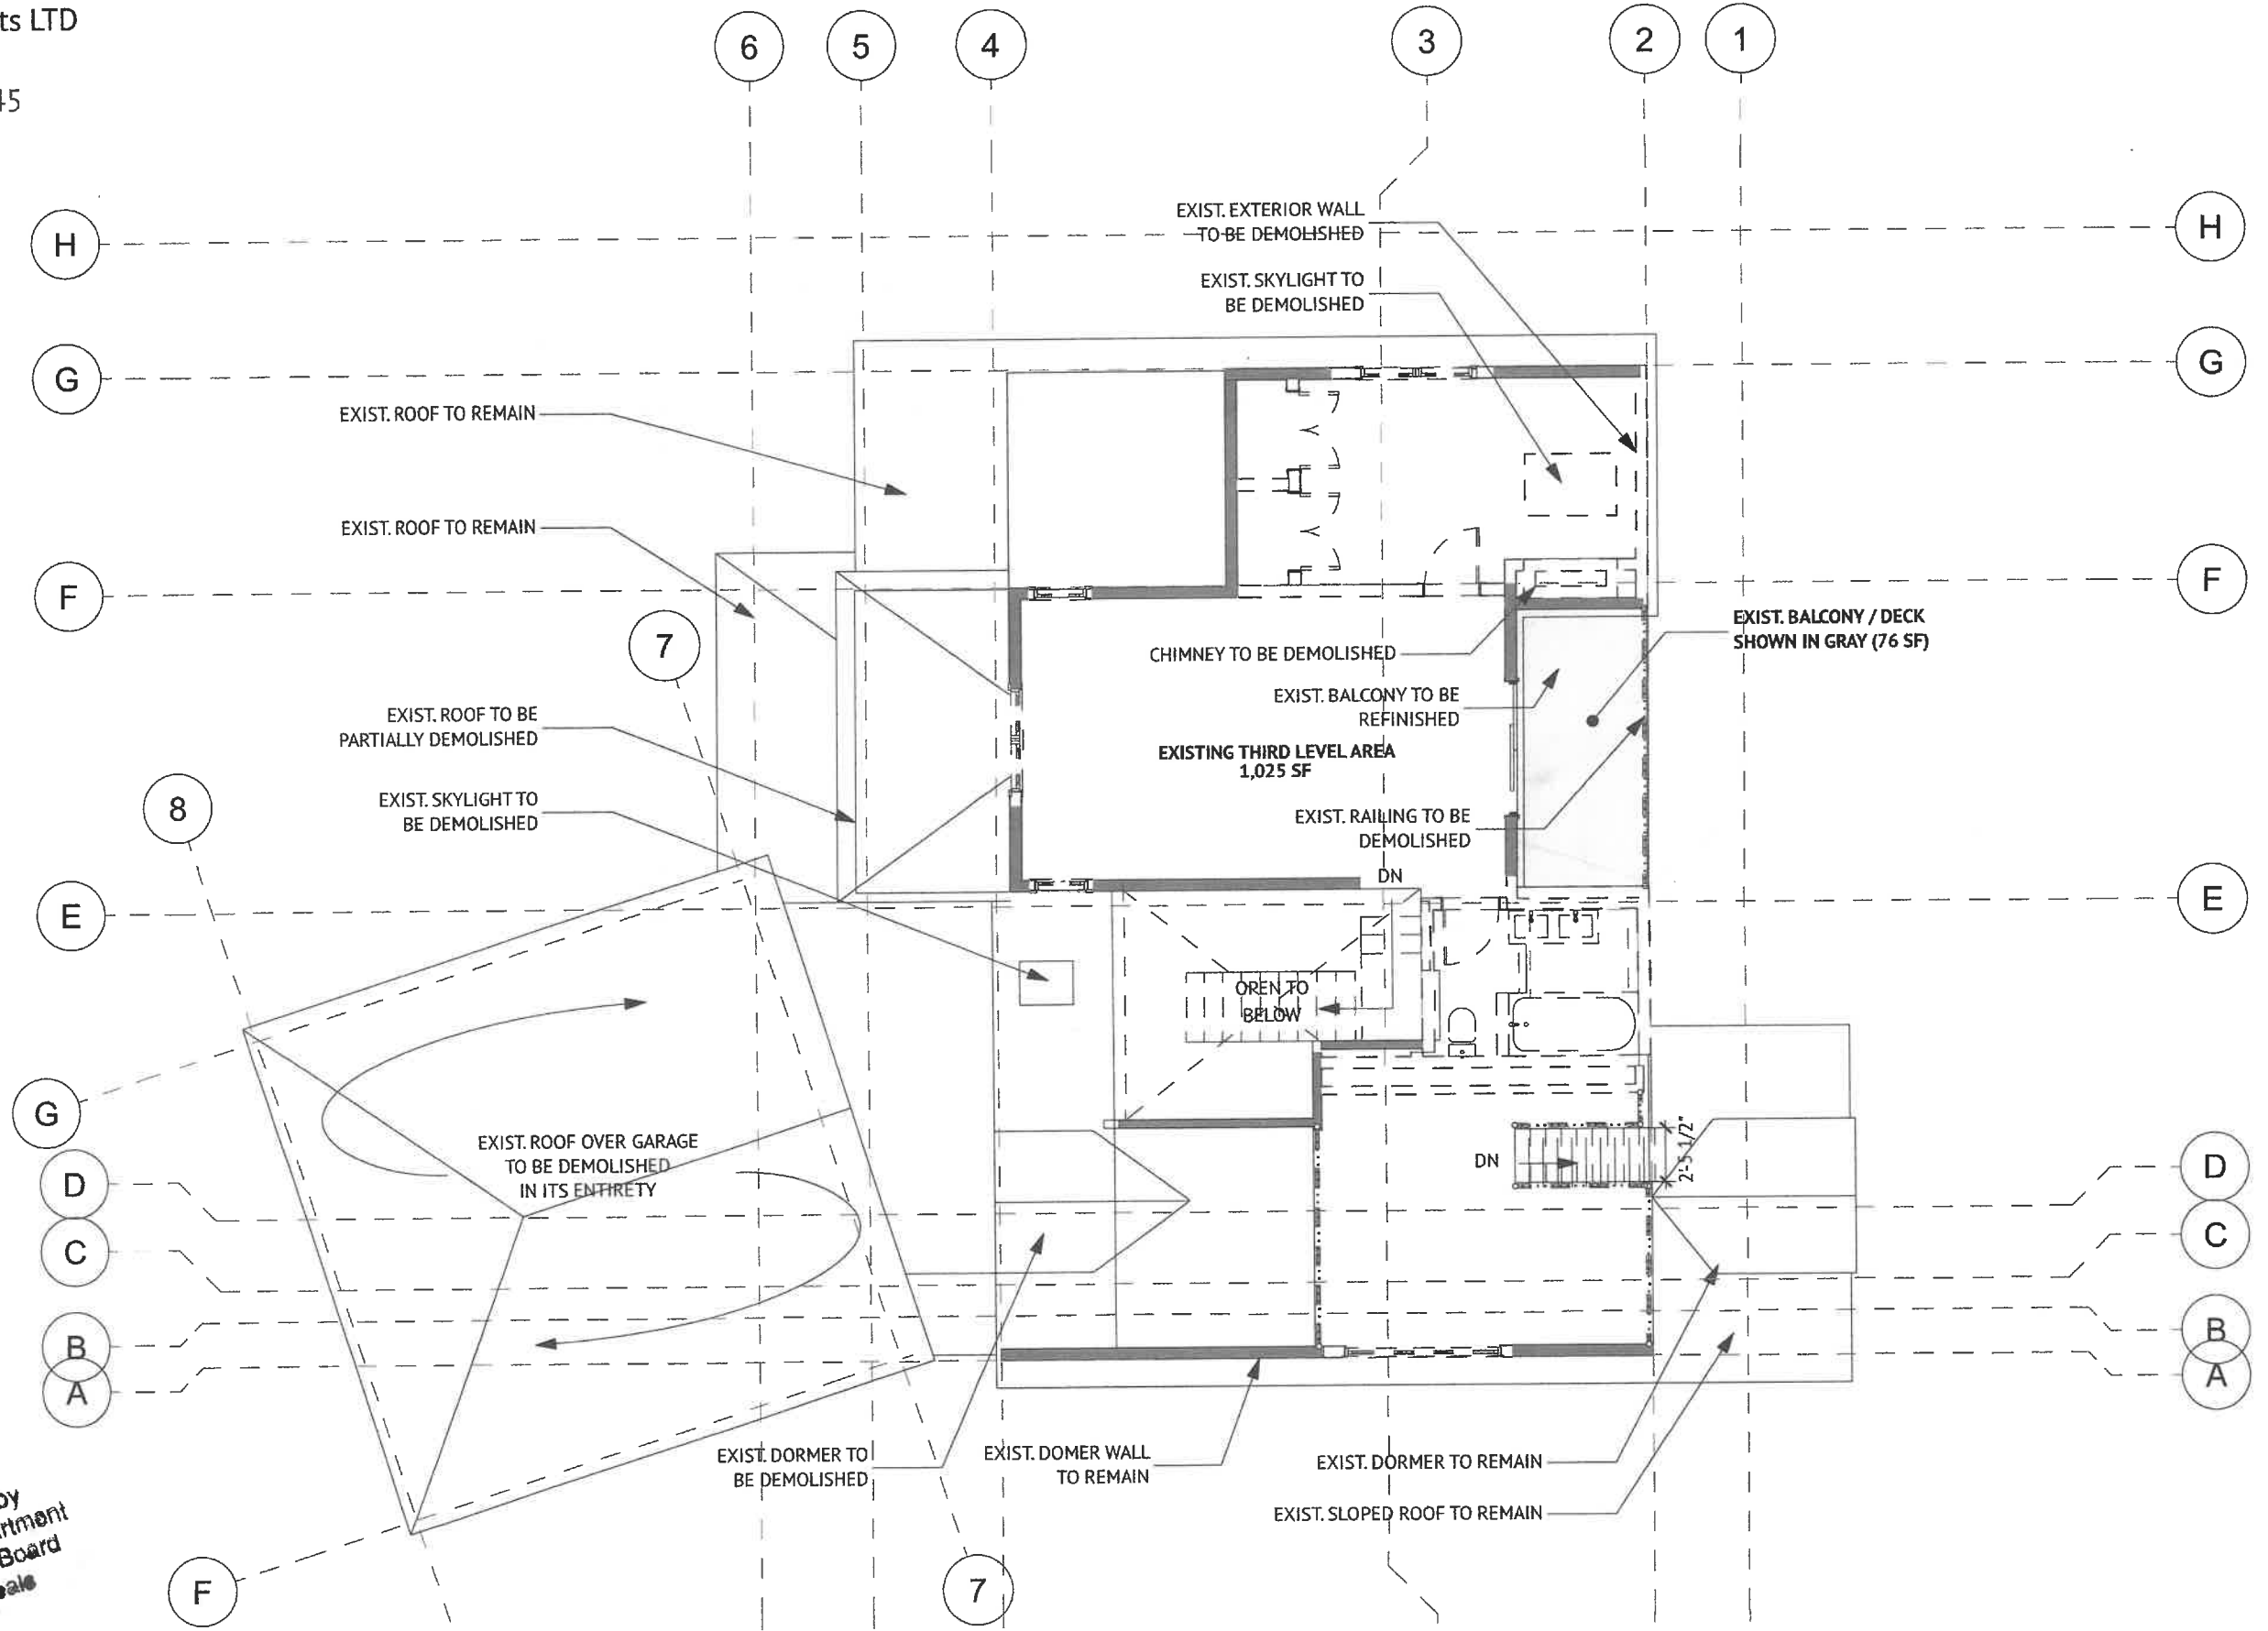 ts LTD
45
6
5
4
3
2
1
H
EXIST. EXTERIOR WALL
TO BE DEMOLISHED
H
EXIST. SKYLIGHT TO
BE DEMOLISHED
G
G
EXIST. ROOF TO REMAIN
EXIST. ROOF TO REMAIN
F
F
7
CHIMNEY TO BE DEMOLISHED
EXIST. BALCONY / DECK
SHOWN IN GRAY (76 SF)
EXIST. BALCONY TO BE
REFINISHED
EXIST. ROOF TO BE
PARTIALLY DEMOLISHED
EXISTING THIRD LEVEL AREA
1,025 SF
8
EXIST. SKYLIGHT TO
BE DEMOLISHED
EXIST. RAILING TO BE
DEMOLISHED
DN
E
E
OPEN TO
BELOW
G
EXIST. ROOF OVER GARAGE
TO BE DEMOLISHED
IN ITS ENTIRETY
DN
2'-5 1/2"
D
D
C
C
B
B
A
A
EXIST. DORMER TO
BE DEMOLISHED
EXIST. DOMER WALL
TO REMAIN
EXIST. DORMER TO REMAIN
EXIST. SLOPED ROOF TO REMAIN
by
rtment
Board
eals
F
7